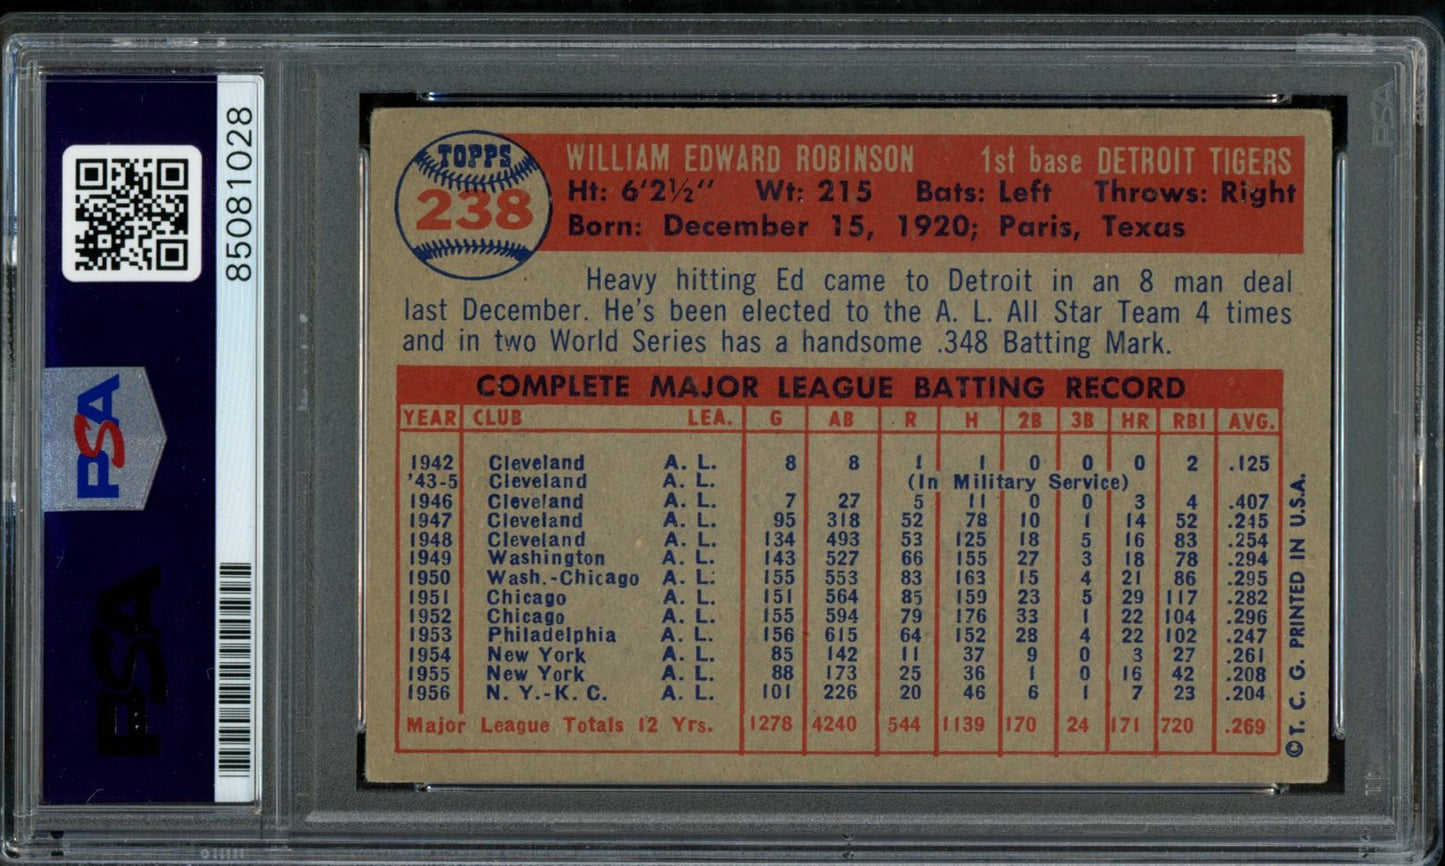 85081028
PSA
PSA
PSA
TOPPS
238
WILLIAM EDWARD ROBINSON 1st base DETROIT TIGERS
Ht: 6'2½" Wt: 215 Bats: Left Throws: Right
Born: December 15, 1920; Paris, Texas
Heavy hitting Ed came to Detroit in an 8 man deal
last December. He's been elected to the A. L. All Star Team 4 times
and in two World Series has a handsome .348 Batting Mark.
COMPLETE MAJOR LEAGUE BATTING RECORD
YEAR CLUB LEA. G AB R H 2B 3B HR RBI AVG.
1942 Cleveland A. L. 8 8 1 1 0 0 0 2 .125
'43-5 Cleveland A. L. (In Military Service)
1946 Cleveland A. L. 7 27 5 11 0 0 3 4 .407
1947 Cleveland A. L. 95 318 52 78 10 1 14 52 .245
1948 Cleveland A. L. 134 493 53 125 18 5 16 83 .254
1949 Washington A. L. 143 527 66 155 27 3 18 78 .294
1950 Wash.-Chicago A. L. 155 553 83 163 15 4 21 86 .295
1951 Chicago A. L. 151 564 85 159 23 5 29 117 .282
1952 Chicago A. L. 155 594 79 176 33 1 22 104 .296
1953 Philadelphia A. L. 156 615 64 152 28 4 22 102 .247
1954 New York A. L. 85 142 11 37 9 0 3 27 .261
1955 New York A. L. 88 173 25 36 1 0 16 42 .208
1956 N. Y.-K. C. A. L. 101 226 20 46 6 1 7 23 .204
Major League Totals 12 Yrs. 1278 4240 544 1139 170 24 171 720 .269
©T. C. G. PRINTED IN U.S.A.